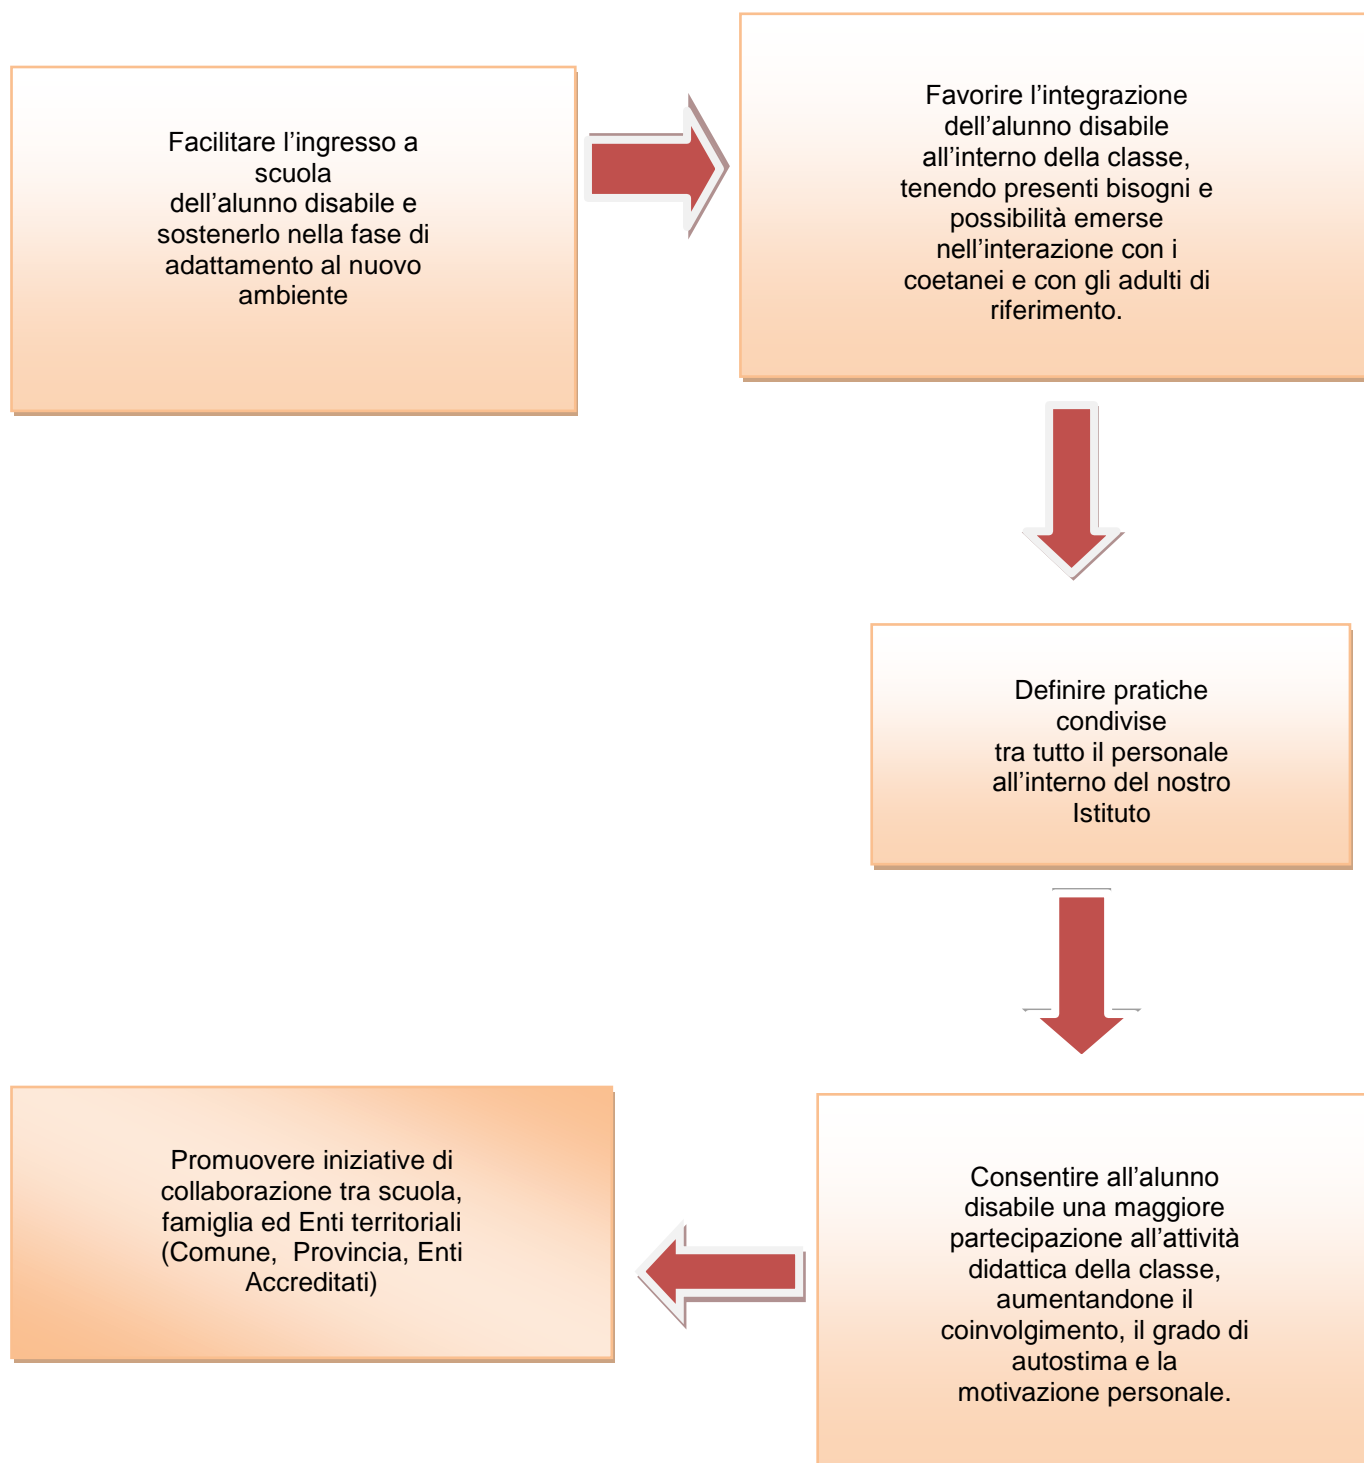 Facilitare l’ingresso a
scuola
dell’alunno disabile e
sostenerlo nella fase di
adattamento al nuovo
ambiente
Favorire l’integrazione
dell’alunno disabile
all’interno della classe,
tenendo presenti bisogni e
possibilità emerse
nell’interazione con i
coetanei e con gli adulti di
riferimento.
Definire pratiche
condivise
tra tutto il personale
all’interno del nostro
Istituto
Consentire all’alunno
disabile una maggiore
partecipazione all’attività
didattica della classe,
aumentandone il
coinvolgimento, il grado di
autostima e la
motivazione personale.
Promuovere iniziative di
collaborazione tra scuola,
famiglia ed Enti territoriali
(Comune,  Provincia, Enti
Accreditati)